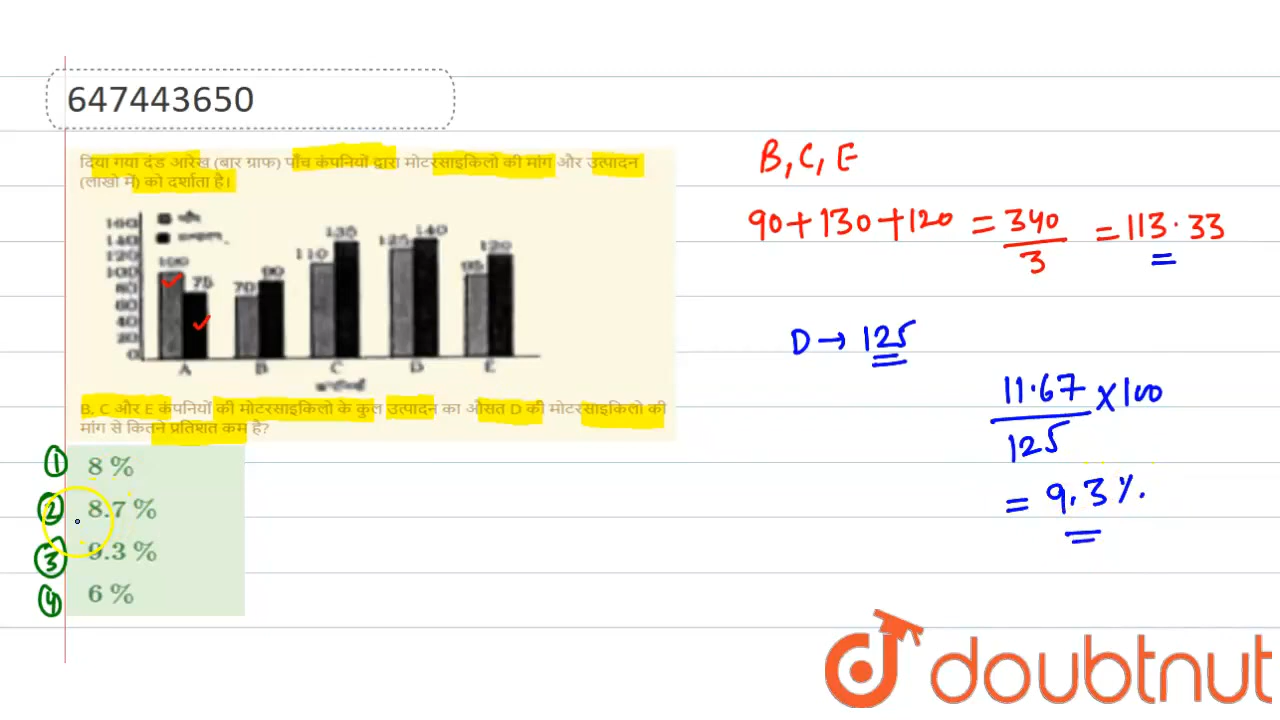 647443650
दिया गया दंड आरेख (बार ग्राफ) पाँच कंपनियों द्वारा मोटरसाइकिलो की मांग और उत्पादन
(लाखो में) को दर्शाता है।
160
140
120
100
80
60
40
20
0
100 75 70 90 110 135 125 140 95 120
A B C D E
B, C और E कंपनियों की मोटरसाइकिलो के कुल उत्पादन का औसत D की मोटरसाइकिलो की
मांग से कितने प्रतिशत कम है?
① 8 %
② 8.7 %
③ 9.3 %
④ 6 %
B, C, E
90+130+120 = 340/3 = 113.33
D → 125
11.67/125 × 100
= 9.3 %.
doubtnut